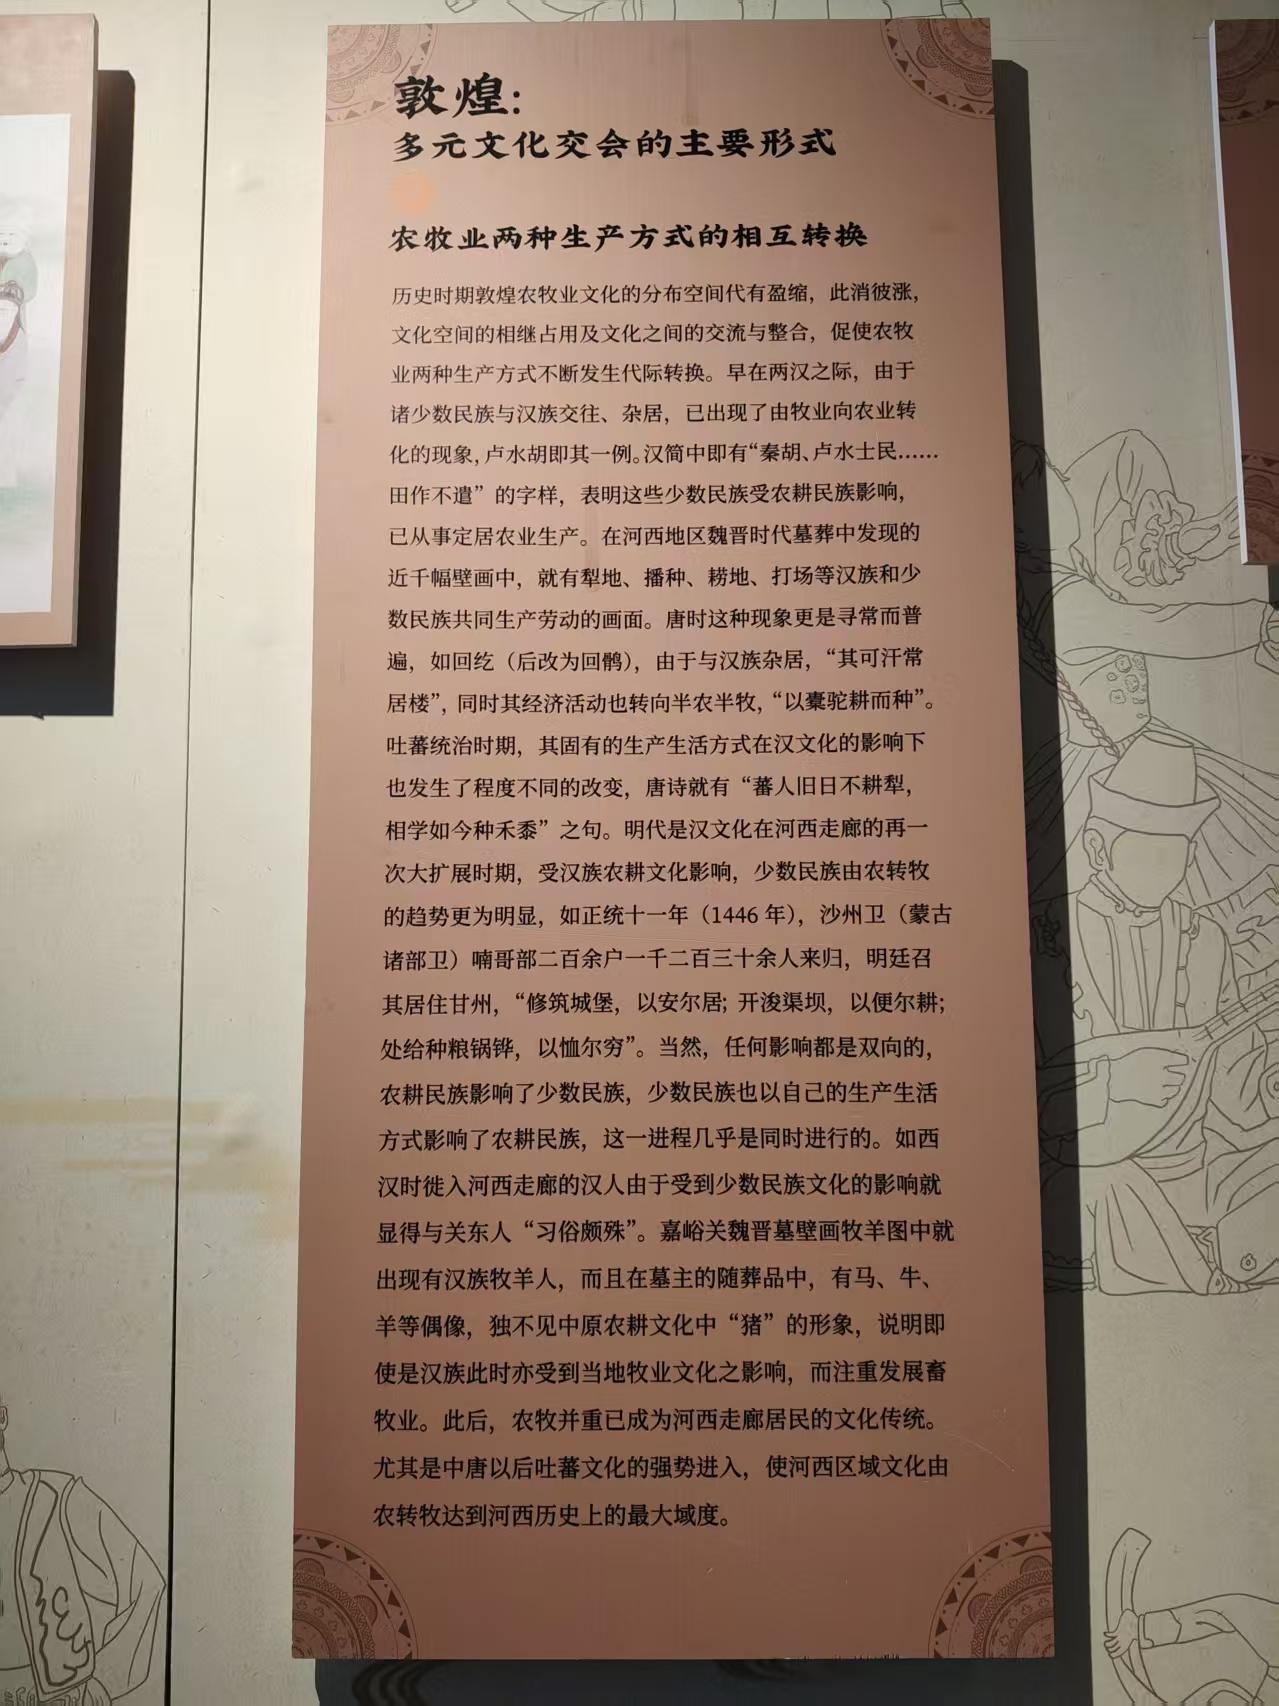 敦煌:
多元文化交会的主要形式
农牧业两种生产方式的相互转换
历史时期敦煌农牧业文化的分布空间代有盈缩，此消彼涨，
文化空间的相继占用及文化之间的交流与整合，促使农牧
业两种生产方式不断发生代际转换。早在两汉之际，由于
诸少数民族与汉族交往、杂居，已出现了由牧业向农业转
化的现象，卢水胡即其一例。汉简中即有“秦胡、卢水士民……
田作不遣”的字样，表明这些少数民族受农耕民族影响，
已从事定居农业生产。在河西地区魏晋时代墓葬中发现的
近千幅壁画中，就有犁地、播种、耢地、打场等汉族和少
数民族共同生产劳动的画面。唐时这种现象更是寻常而普
遍，如回纥（后改为回鹘），由于与汉族杂居，“其可汗常
居楼”，同时其经济活动也转向半农半牧，“以橐驼耕而种”。
吐蕃统治时期，其固有的生产生活方式在汉文化的影响下
也发生了程度不同的改变，唐诗就有“蕃人旧日不耕犁，
相学如今种禾黍”之句。明代是汉文化在河西走廊的再一
次大扩展时期，受汉族农耕文化影响，少数民族由农转牧
的趋势更为明显，如正统十一年（1446 年），沙州卫（蒙古
诸部卫）喃哥部二百余户一千二百三十余人来归，明廷召
其居住甘州，“修筑城堡，以安尔居；开浚渠坝，以便尔耕；
处给种粮锅铧，以恤尔穷”。当然，任何影响都是双向的，
农耕民族影响了少数民族，少数民族也以自己的生产生活
方式影响了农耕民族，这一进程几乎是同时进行的。如西
汉时徙入河西走廊的汉人由于受到少数民族文化的影响就
显得与关东人“习俗颇殊”。嘉峪关魏晋墓壁画牧羊图中就
出现有汉族牧羊人，而且在墓主的随葬品中，有马、牛、
羊等偶像，独不见中原农耕文化中“猪”的形象，说明即
使是汉族此时亦受到当地牧业文化之影响，而注重发展畜
牧业。此后，农牧并重已成为河西走廊居民的文化传统。
尤其是中唐以后吐蕃文化的强势进入，使河西区域文化由
农转牧达到河西历史上的最大域度。